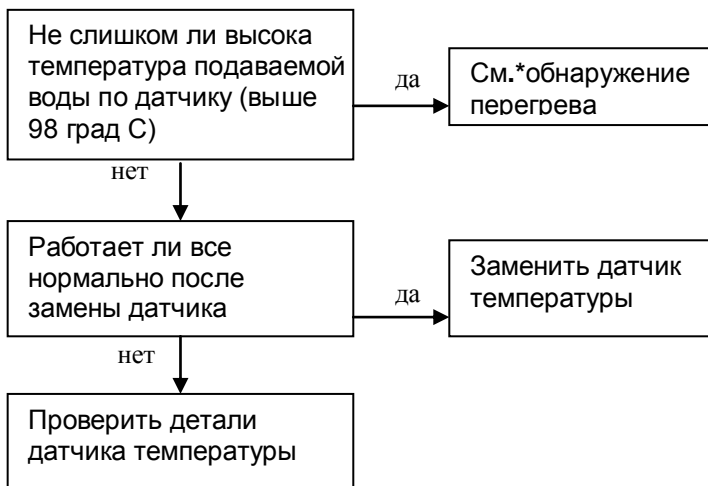 Не слишком ли высока
температура подаваемой
воды по датчику (выше
98 град С)
да
См.*обнаружение
перегрева
нет
Работает ли все
нормально после
замены датчика
да
Заменить датчик
температуры
нет
Проверить детали
датчика температуры